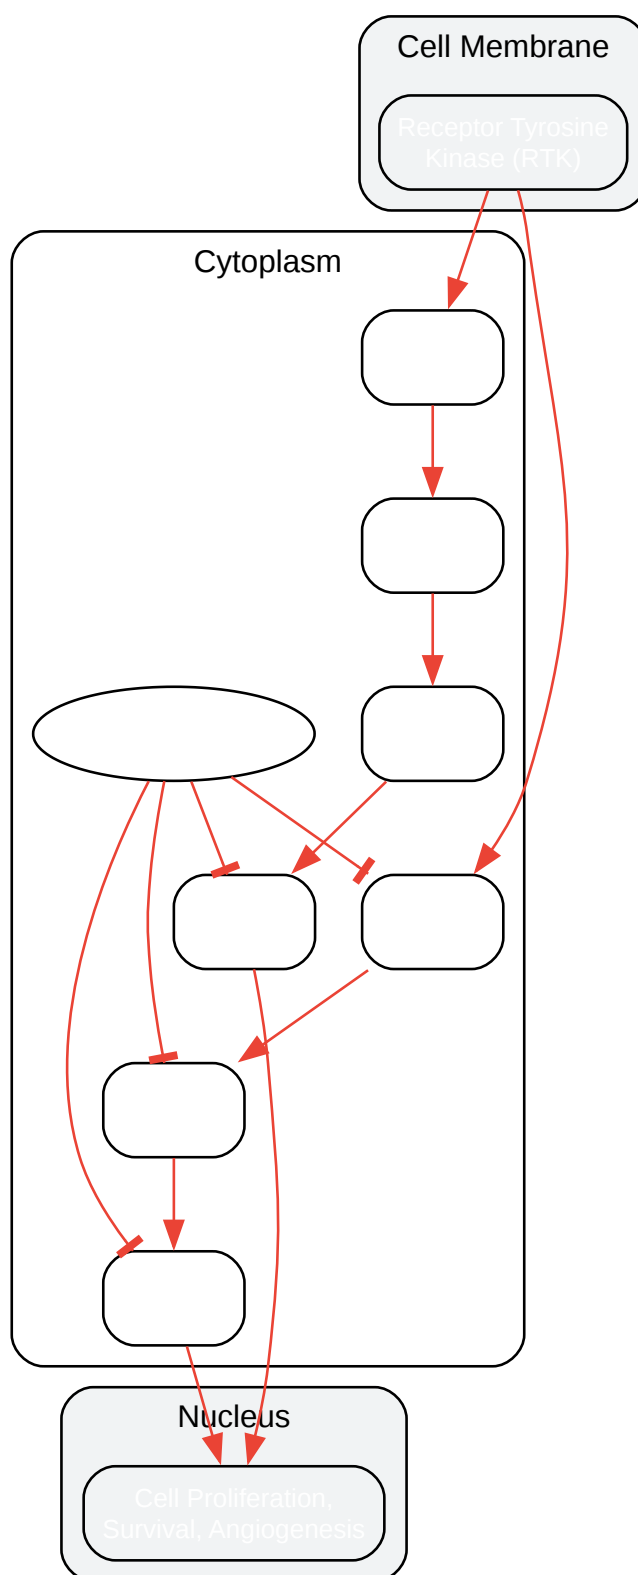 Cell Membrane
Receptor Tyrosine
Kinase (RTK)
Cytoplasm
Nucleus
Cell Proliferation,
Survival, Angiogenesis